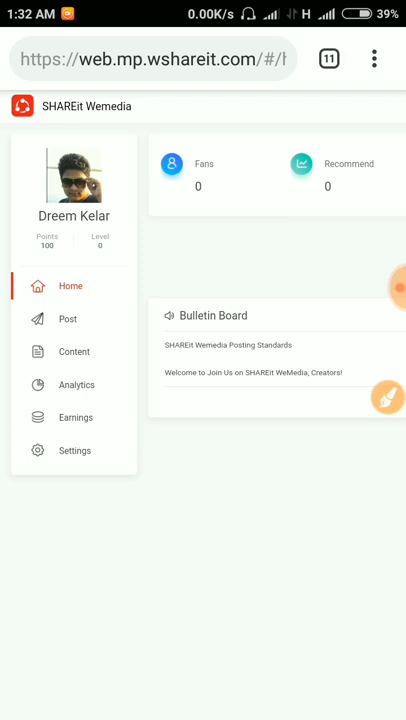 1:32 AM 0.00K/s H 39%
https://web.mp.wshareit.com/#/h
11
SHAREit Wemedia
Dreem Kelar
Points Level
100 0
Home
Post
Content
Analytics
Earnings
Settings
Fans Recommend
0 0
Bulletin Board
SHAREit Wemedia Posting Standards
Welcome to Join Us on SHAREit WeMedia, Creators!